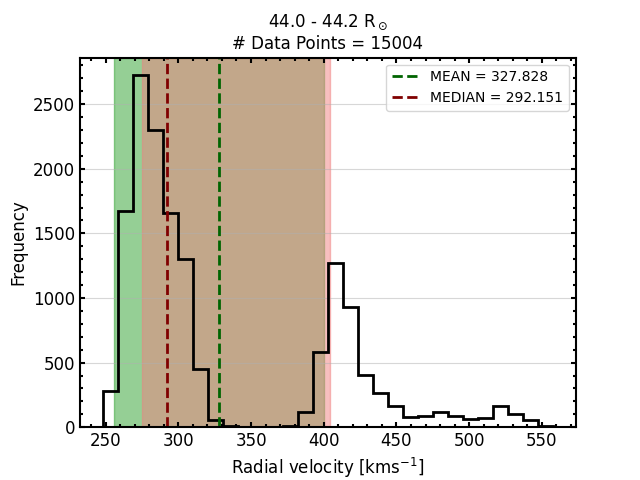 44.0 - 44.2 R⊙
# Data Points = 15004
MEAN = 327.828
MEDIAN = 292.151
Frequency
2500
2000
1500
1000
500
0
250 300 350 400 450 500 550
Radial velocity [kms⁻¹]